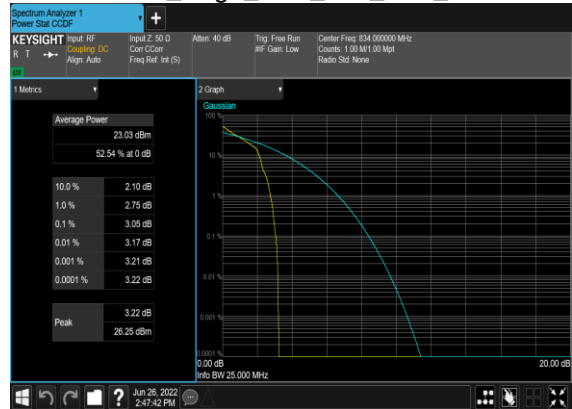 Spectrum Analyzer 1
Power Stat CCDF
+
KEYSIGHT
R T
LW
Input: RF
Coupling: DC
Align: Auto
Input Z: 50 Ω
Corr CCorr
Freq Ref: Int (S)
Atten: 40 dB
Trig: Free Run
#IF Gain: Low
Center Freq: 834.000000 MHz
Counts: 1.00 M/1.00 Mpt
Radio Std: None
1 Metrics
Average Power
23.03 dBm
52.54 % at 0 dB
10.0 % 2.10 dB
1.0 % 2.75 dB
0.1 % 3.05 dB
0.01 % 3.17 dB
0.001 % 3.21 dB
0.0001 % 3.22 dB
Peak
3.22 dB
26.25 dBm
2 Graph
Gaussian
100 %
10 %
1 %
0.1 %
0.01 %
0.001 %
0.0001 %
0.00 dB 20.00 dB
Info BW 25.000 MHz
?
Jun 26, 2022
2:47:42 PM